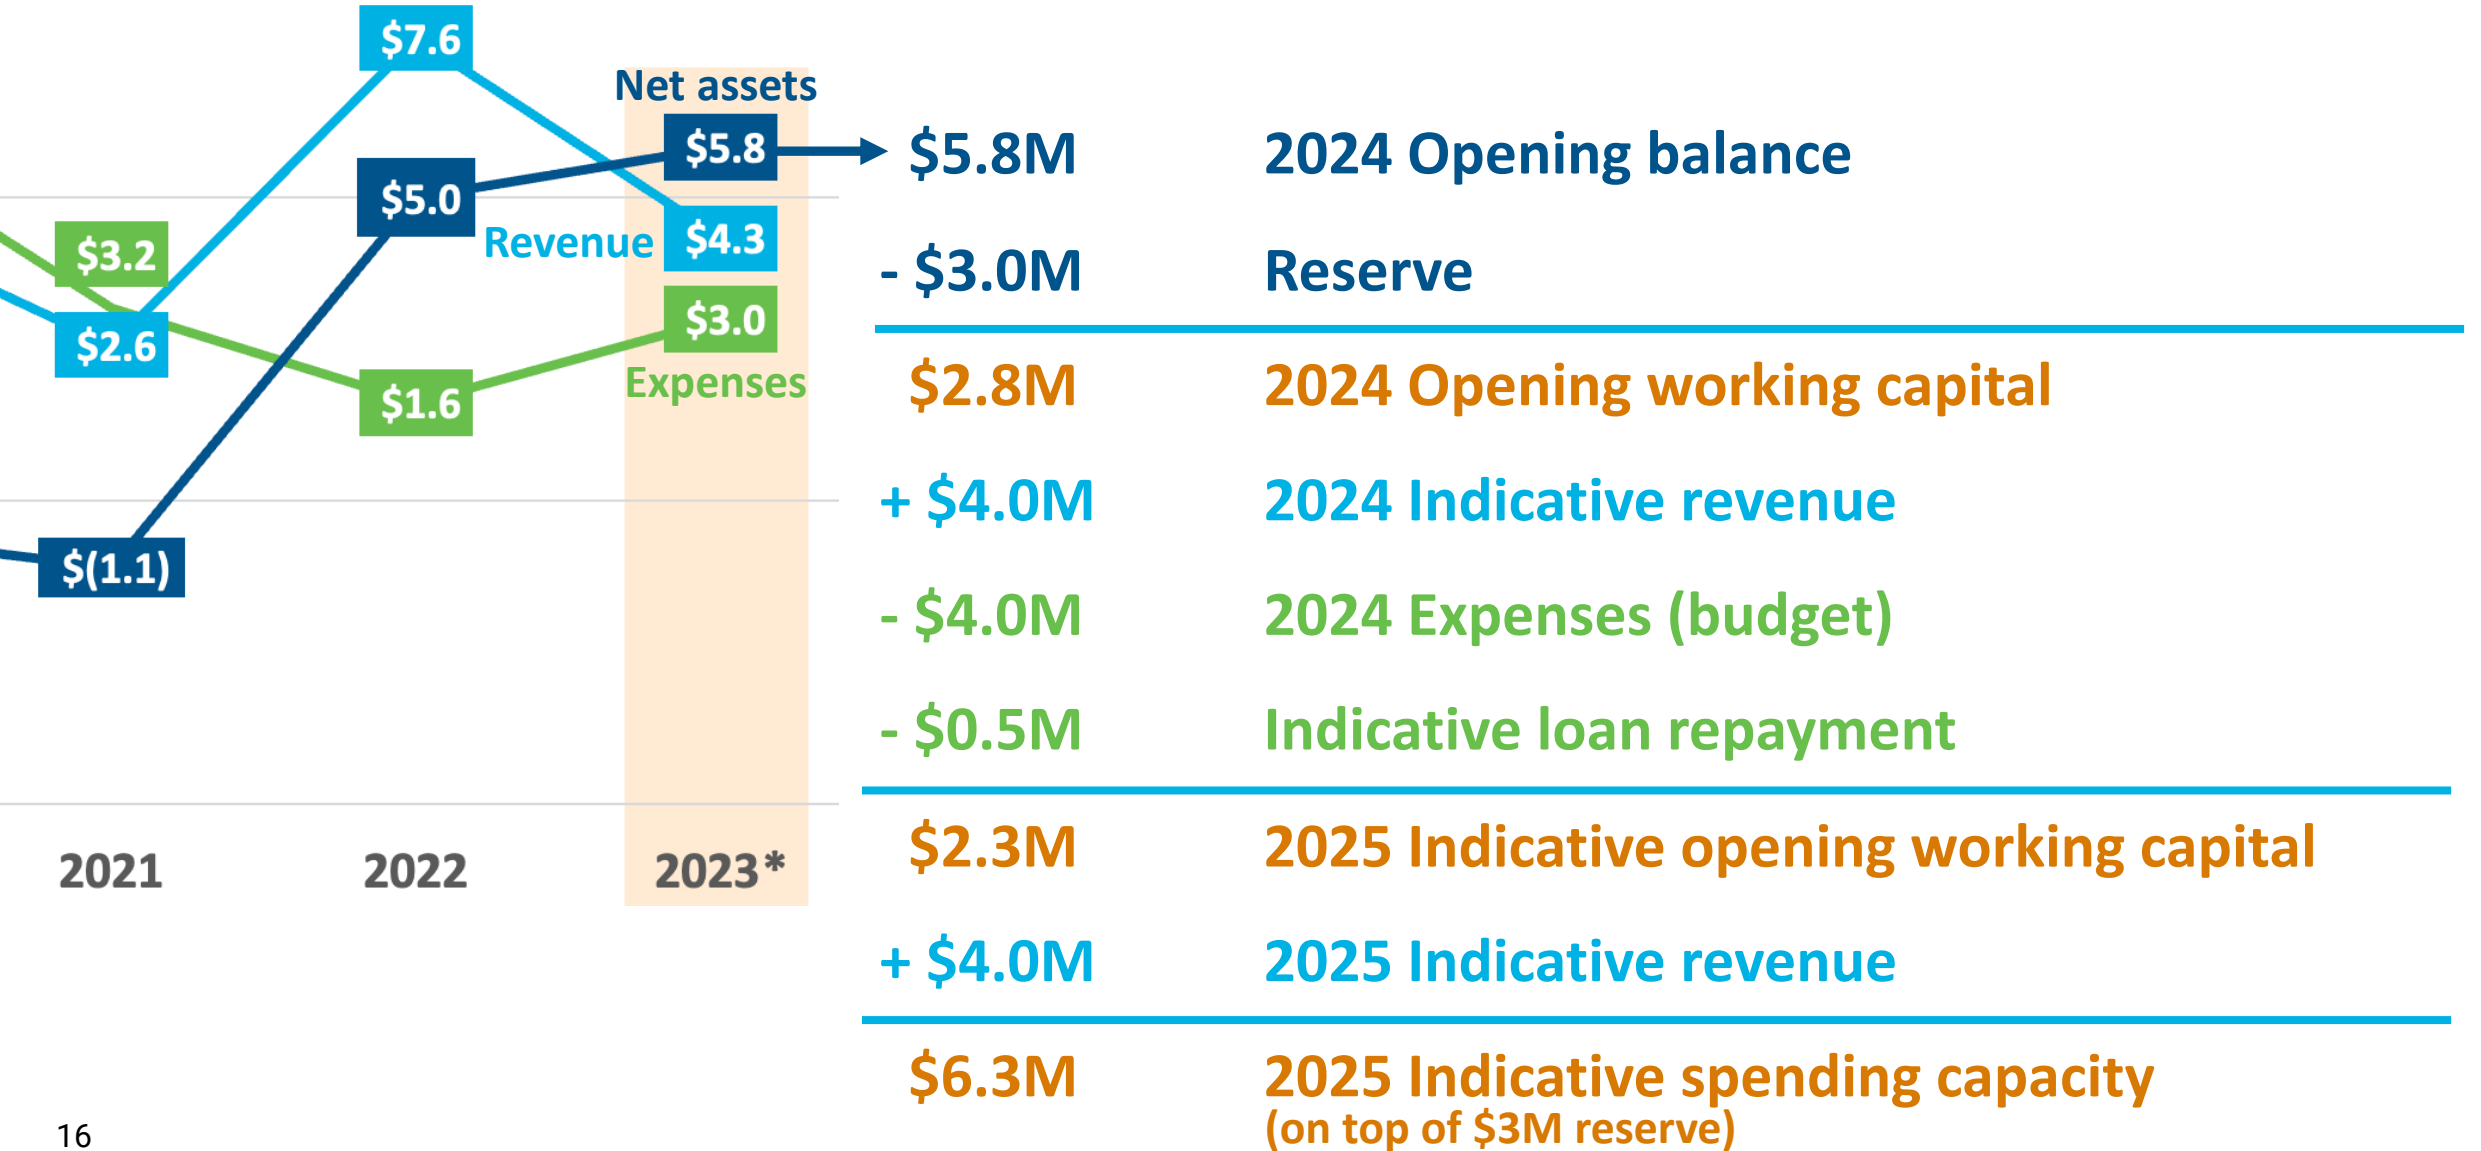 $7.6
Net assets
$5.8
$5.0
Revenue
$4.3
$3.2
$3.0
$2.6
Expenses
$1.6
$(1.1)
2021
2022
2023*
$5.8M 2024 Opening balance
- $3.0M Reserve
$2.8M 2024 Opening working capital
+ $4.0M 2024 Indicative revenue
- $4.0M 2024 Expenses (budget)
- $0.5M Indicative loan repayment
$2.3M 2025 Indicative opening working capital
+ $4.0M 2025 Indicative revenue
$6.3M 2025 Indicative spending capacity
(on top of $3M reserve)
16